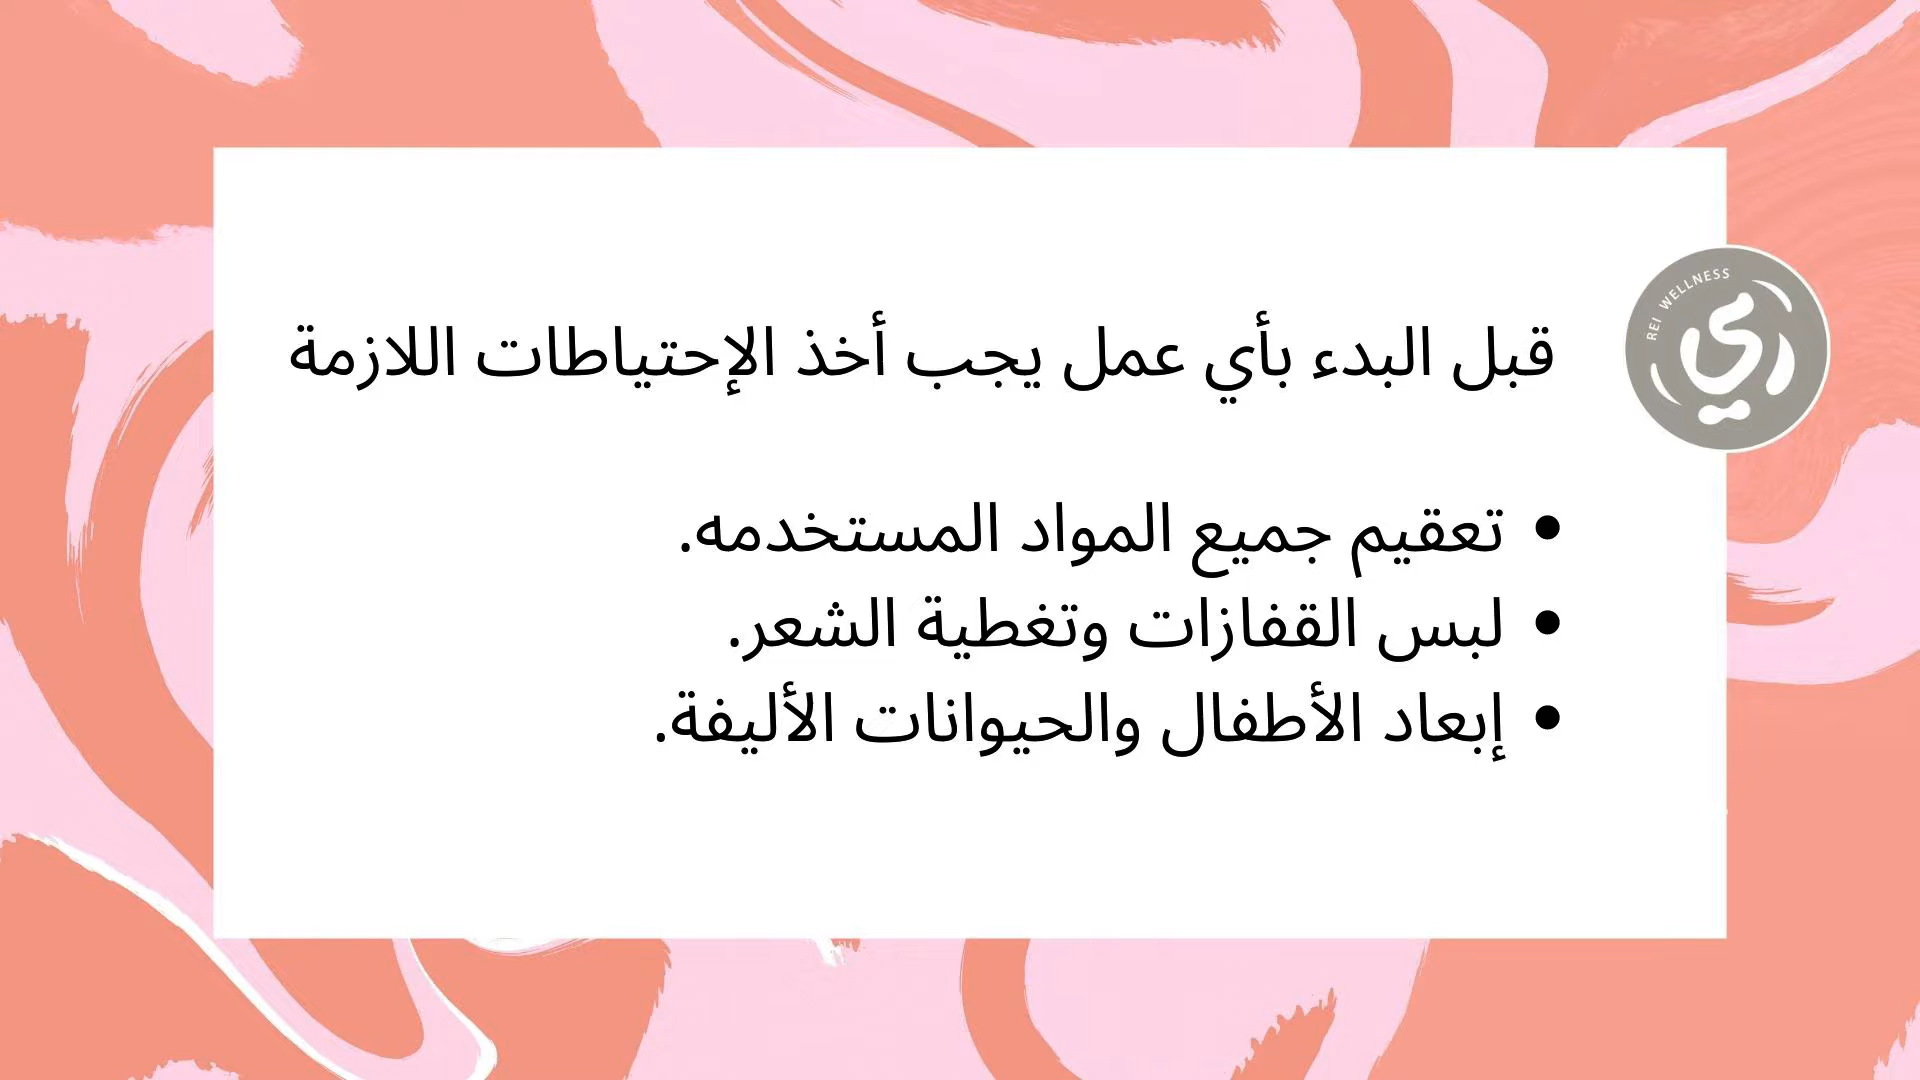 قبل البدء بأي عمل يجب أخذ الإحتياطات اللازمة
REI WELLNESS
ري
• تعقيم جميع المواد المستخدمه.
• لبس القفازات وتغطية الشعر.
• إبعاد الأطفال والحيوانات الأليفة.